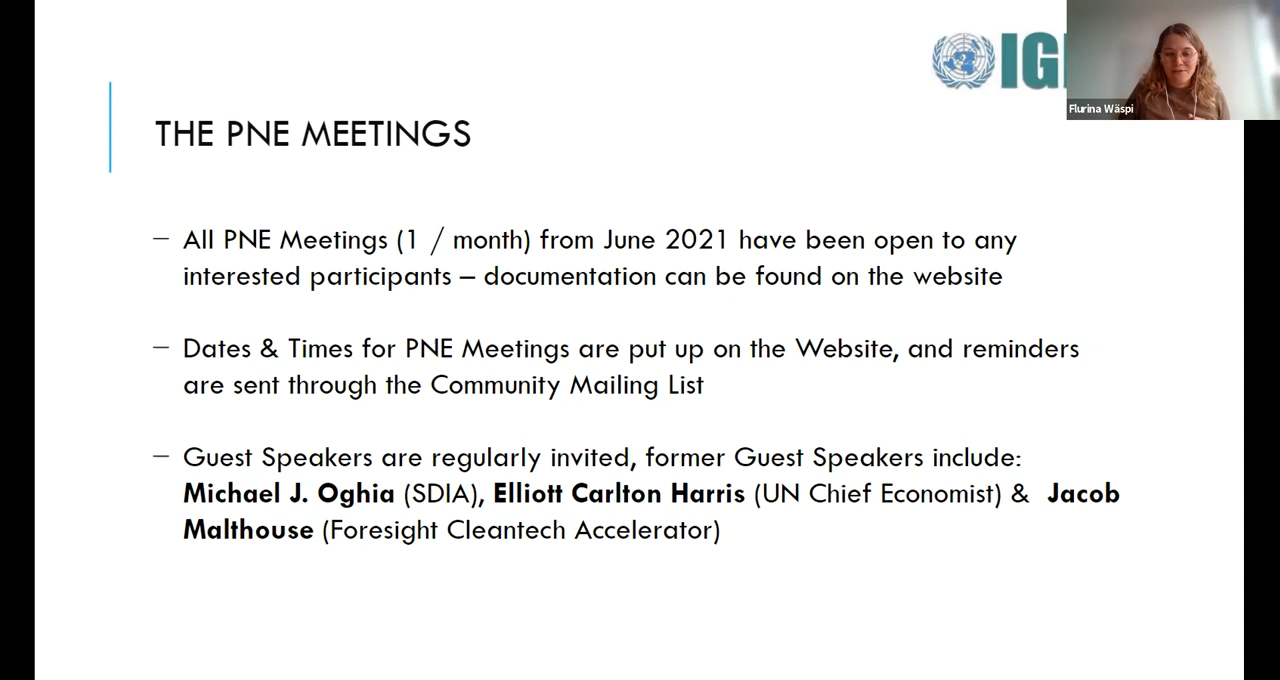 IG
Flurina Wäspi
THE PNE MEETINGS
– All PNE Meetings (1 / month) from June 2021 have been open to any
interested participants – documentation can be found on the website
– Dates & Times for PNE Meetings are put up on the Website, and reminders
are sent through the Community Mailing List
– Guest Speakers are regularly invited, former Guest Speakers include:
Michael J. Oghia (SDIA), Elliott Carlton Harris (UN Chief Economist) & Jacob
Malthouse (Foresight Cleantech Accelerator)